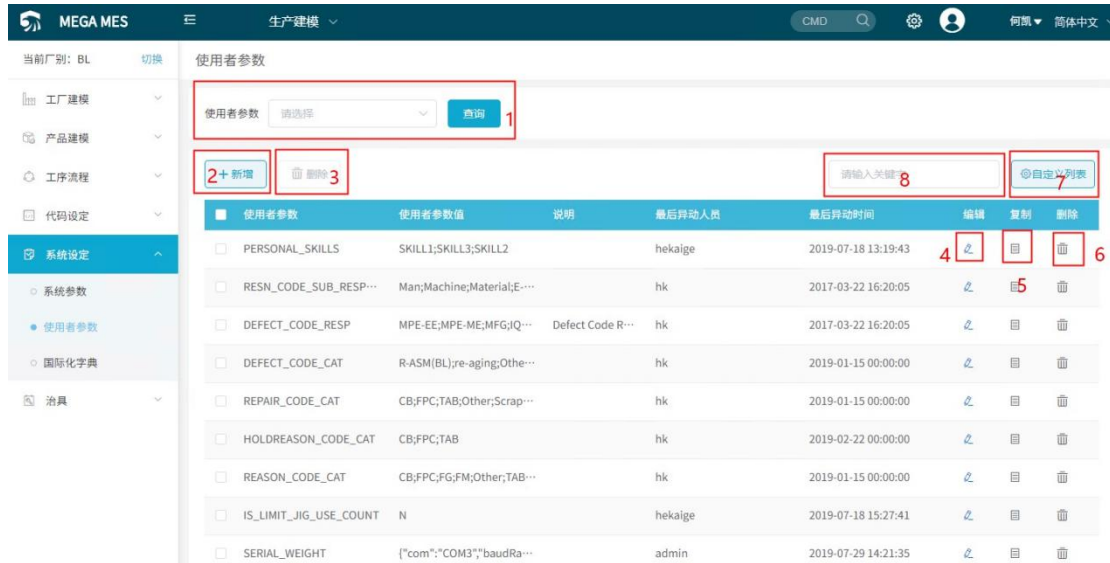 MEGA MES 生产建模 CMD 何凯 简体中文
当前厂别: BL 切换 使用者参数
工厂建模
产品建模
工序流程
代码设定
系统设定
系统参数
使用者参数
国际化字典
治具
使用者参数 请选择 查询 1
2 + 新增 删除 3 请输入关键字 8 自定义列表 7
使用者参数 使用者参数值 说明 最后异动人员 最后异动时间 编辑 复制 删除
PERSONAL_SKILLS SKILL1;SKILL3;SKILL2 hekaige 2019-07-18 13:19:43 4 6
RESN_CODE_SUB_RESP··· Man;Machine;Material;E-··· hk 2017-03-22 16:20:05 5
DEFECT_CODE_RESP MPE-EE;MPE-ME;MFG;IQ··· Defect Code R··· hk 2017-03-22 16:20:05
DEFECT_CODE_CAT R-ASM(BL);re-aging;Othe··· hk 2019-01-15 00:00:00
REPAIR_CODE_CAT CB;FPC;TAB;Other;Scrap··· hk 2019-01-15 00:00:00
HOLDREASON_CODE_CAT CB;FPC;TAB hk 2019-02-22 00:00:00
REASON_CODE_CAT CB;FPC;FG;FM;Other;TAB··· hk 2019-01-15 00:00:00
IS_LIMIT_JIG_USE_COUNT N hekaige 2019-07-18 15:27:41
SERIAL_WEIGHT {"com":"COM3","baudRa··· admin 2019-07-29 14:21:35